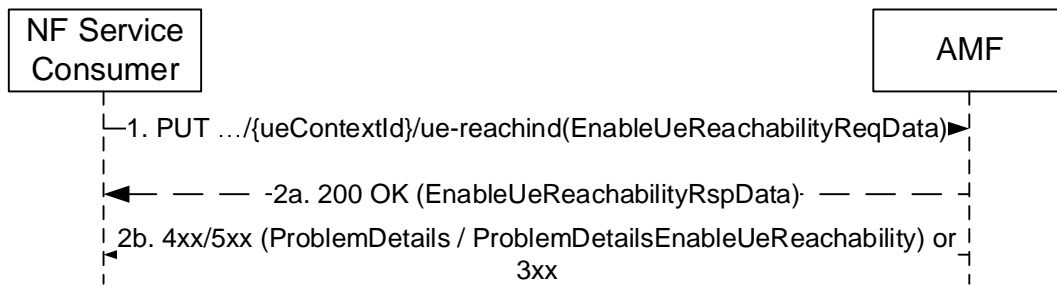 NF Service
Consumer
AMF
1. PUT …/{ueContextId}/ue-reachind(EnableUeReachabilityReqData)
2a. 200 OK (EnableUeReachabilityRspData)
2b. 4xx/5xx (ProblemDetails / ProblemDetailsEnableUeReachability) or
3xx